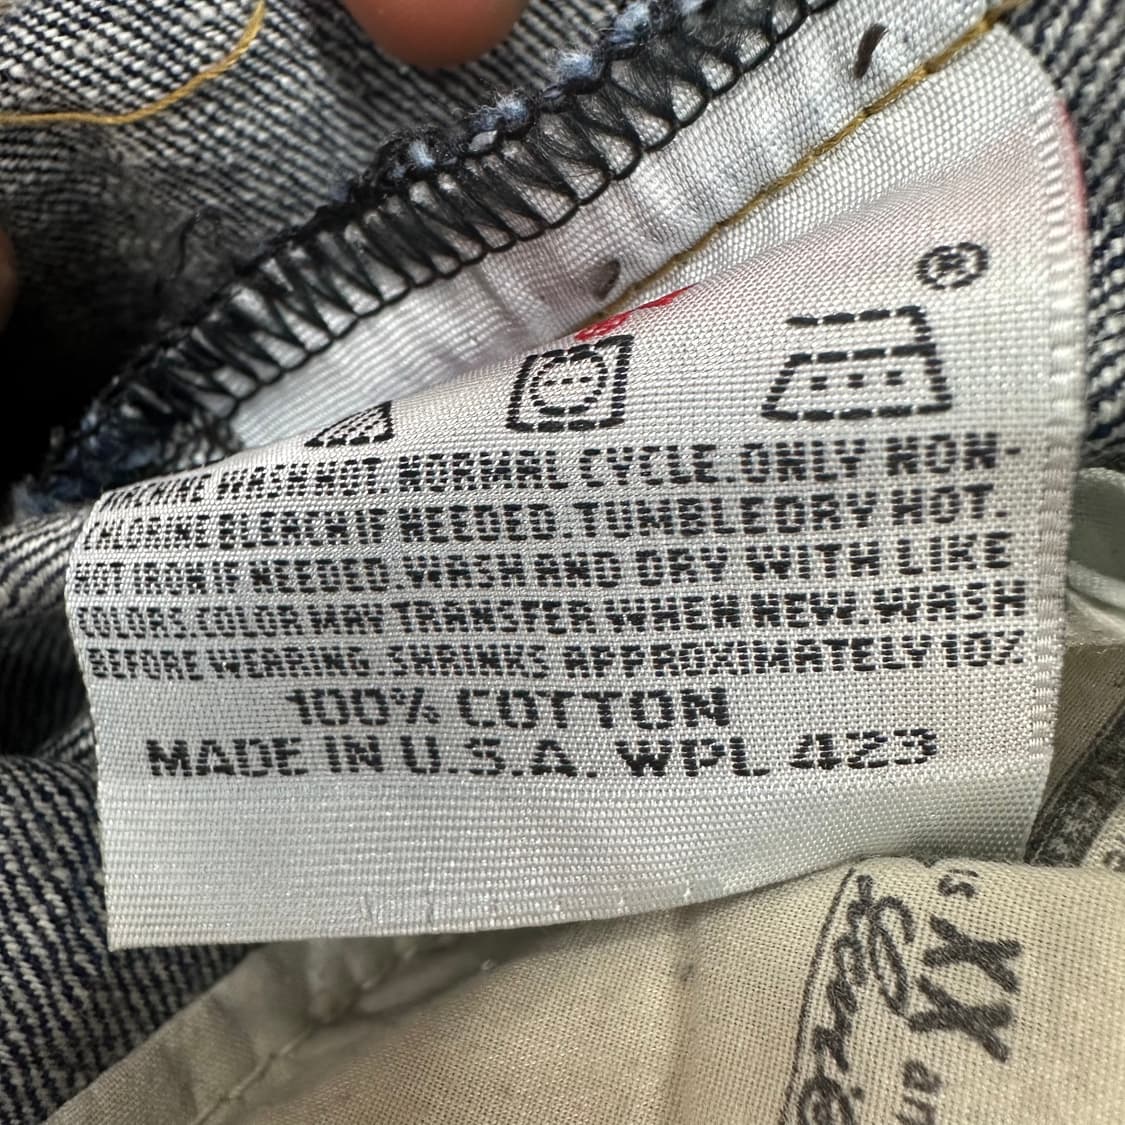 ®
MACHINE WASH HOT. NORMAL CYCLE. ONLY NON-
CHLORINE BLEACH IF NEEDED. TUMBLE DRY HOT.
HOT IRON IF NEEDED. WASH AND DRY WITH LIKE
COLORS. COLOR MAY TRANSFER WHEN NEW. WASH
BEFORE WEARING. SHRINKS APPROXIMATELY 10%
100% COTTON
MADE IN U.S.A. WPL 423
's
XX
an